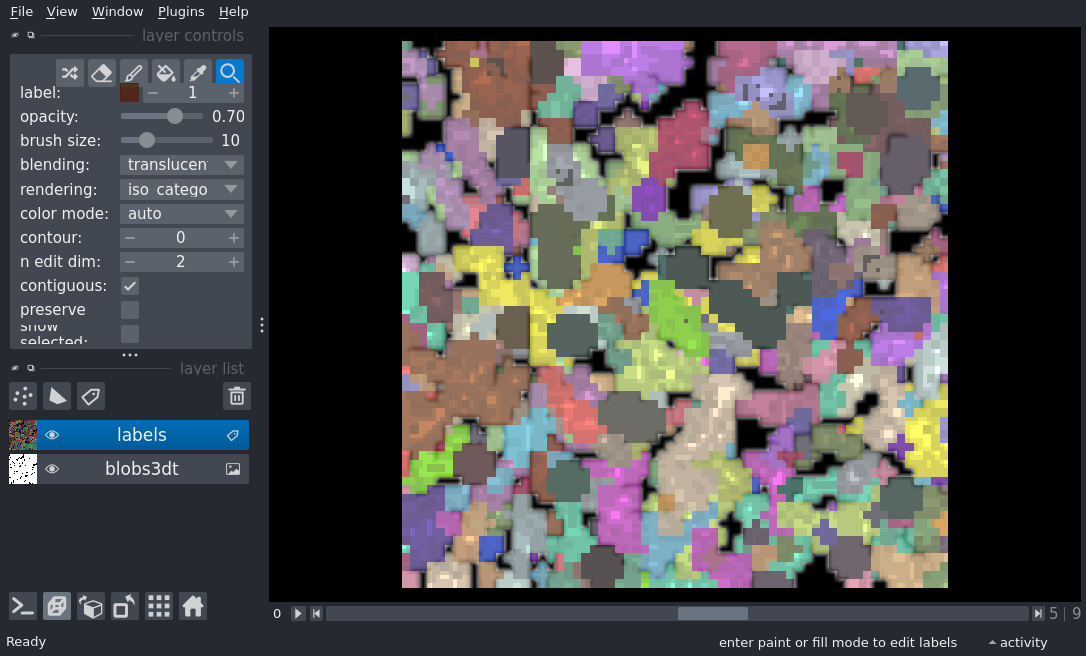 File View Window Plugins Help
layer controls
label: 1
opacity: 0.70
brush size: 10
blending: translucen
rendering: iso_catego
color mode: auto
contour: 0
n edit dim: 2
contiguous:
preserve
show
selected:
layer list
labels
blobs3dt
0 5 | 9
Ready enter paint or fill mode to edit labels activity